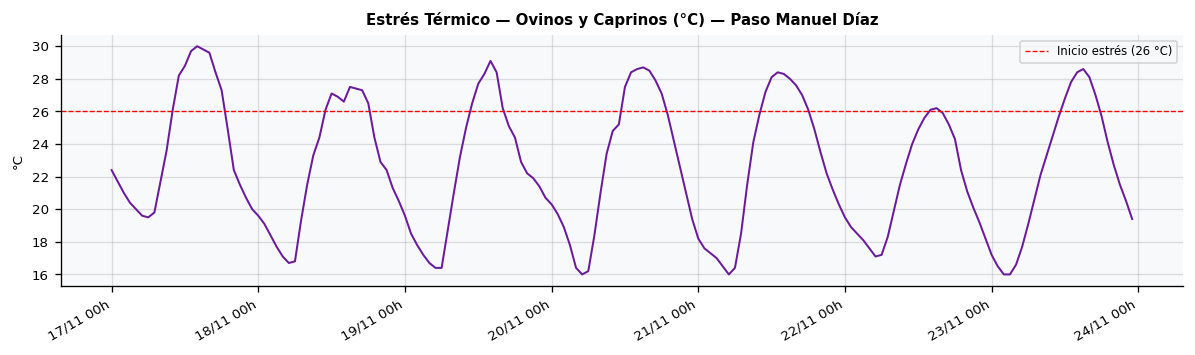 Estrés Térmico — Ovinos y Caprinos (°C) — Paso Manuel Díaz
Inicio estrés (26 °C)
°C
30
28
26
24
22
20
18
16
17/11 00h
18/11 00h
19/11 00h
20/11 00h
21/11 00h
22/11 00h
23/11 00h
24/11 00h